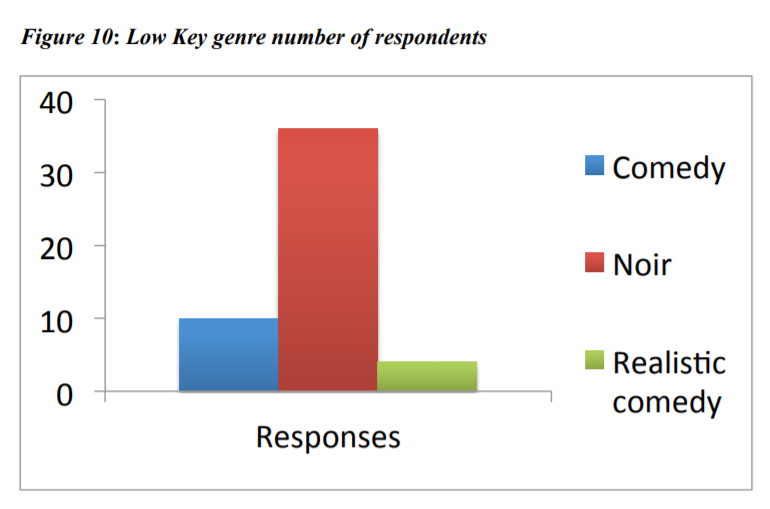 Figure 10: Low Key genre number of respondents
40
30
20
10
0
Responses
Comedy
Noir
Realistic
comedy